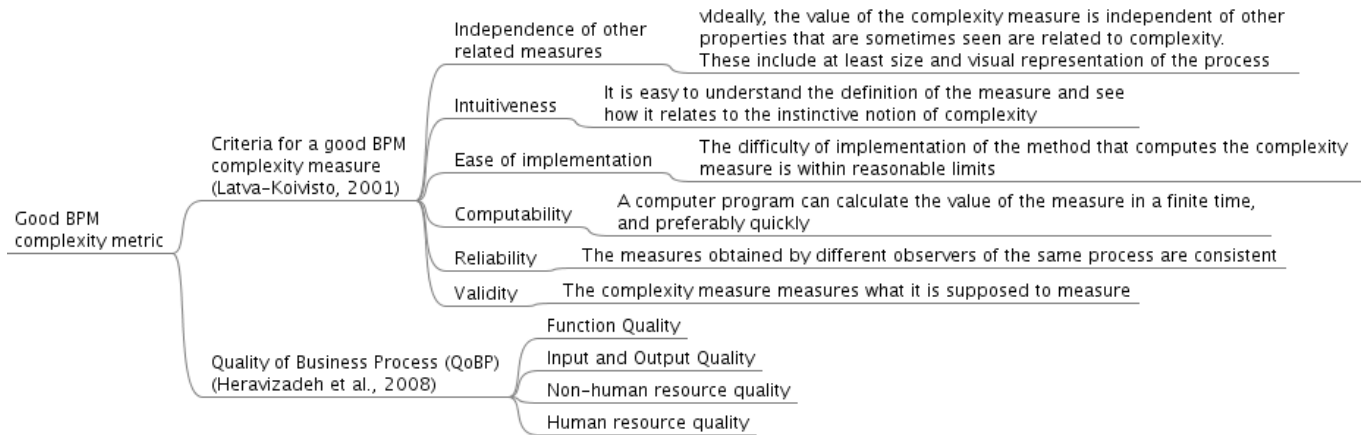 Good BPM
complexity metric
Criteria for a good BPM
complexity measure
(Latva-Koivisto, 2001)
Independence of other
related measures
vIdeally, the value of the complexity measure is independent of other
properties that are sometimes seen are related to complexity.
These include at least size and visual representation of the process
Intuitiveness
It is easy to understand the definition of the measure and see
how it relates to the instinctive notion of complexity
Ease of implementation
The difficulty of implementation of the method that computes the complexity
measure is within reasonable limits
Computability
A computer program can calculate the value of the measure in a finite time,
and preferably quickly
Reliability
The measures obtained by different observers of the same process are consistent
Validity
The complexity measure measures what it is supposed to measure
Quality of Business Process (QoBP)
(Heravizadeh et al., 2008)
Function Quality
Input and Output Quality
Non-human resource quality
Human resource quality